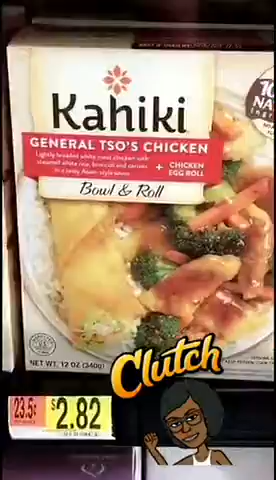 Kahiki
GENERAL TSO'S CHICKEN
Lightly breaded white meat chicken with
steamed white rice, broccoli and carrots
in a tangy Asian-style sauce
+ CHICKEN
EGG ROLL
Bowl & Roll
NET WT. 12 OZ (340g)
Clutch
23.5¢
$2.82